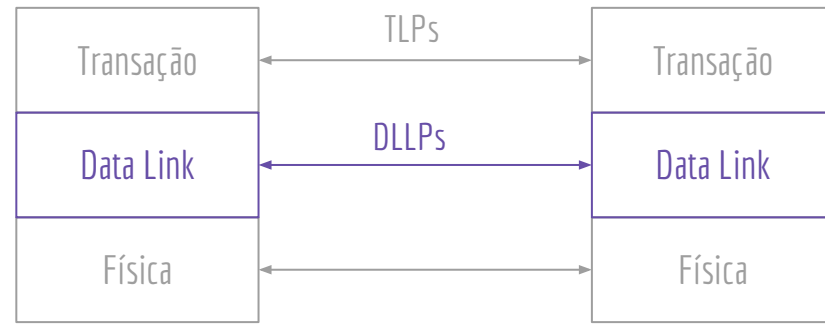 TLPs
Transação
Transação
DLLPs
Data Link
Data Link
Física
Física